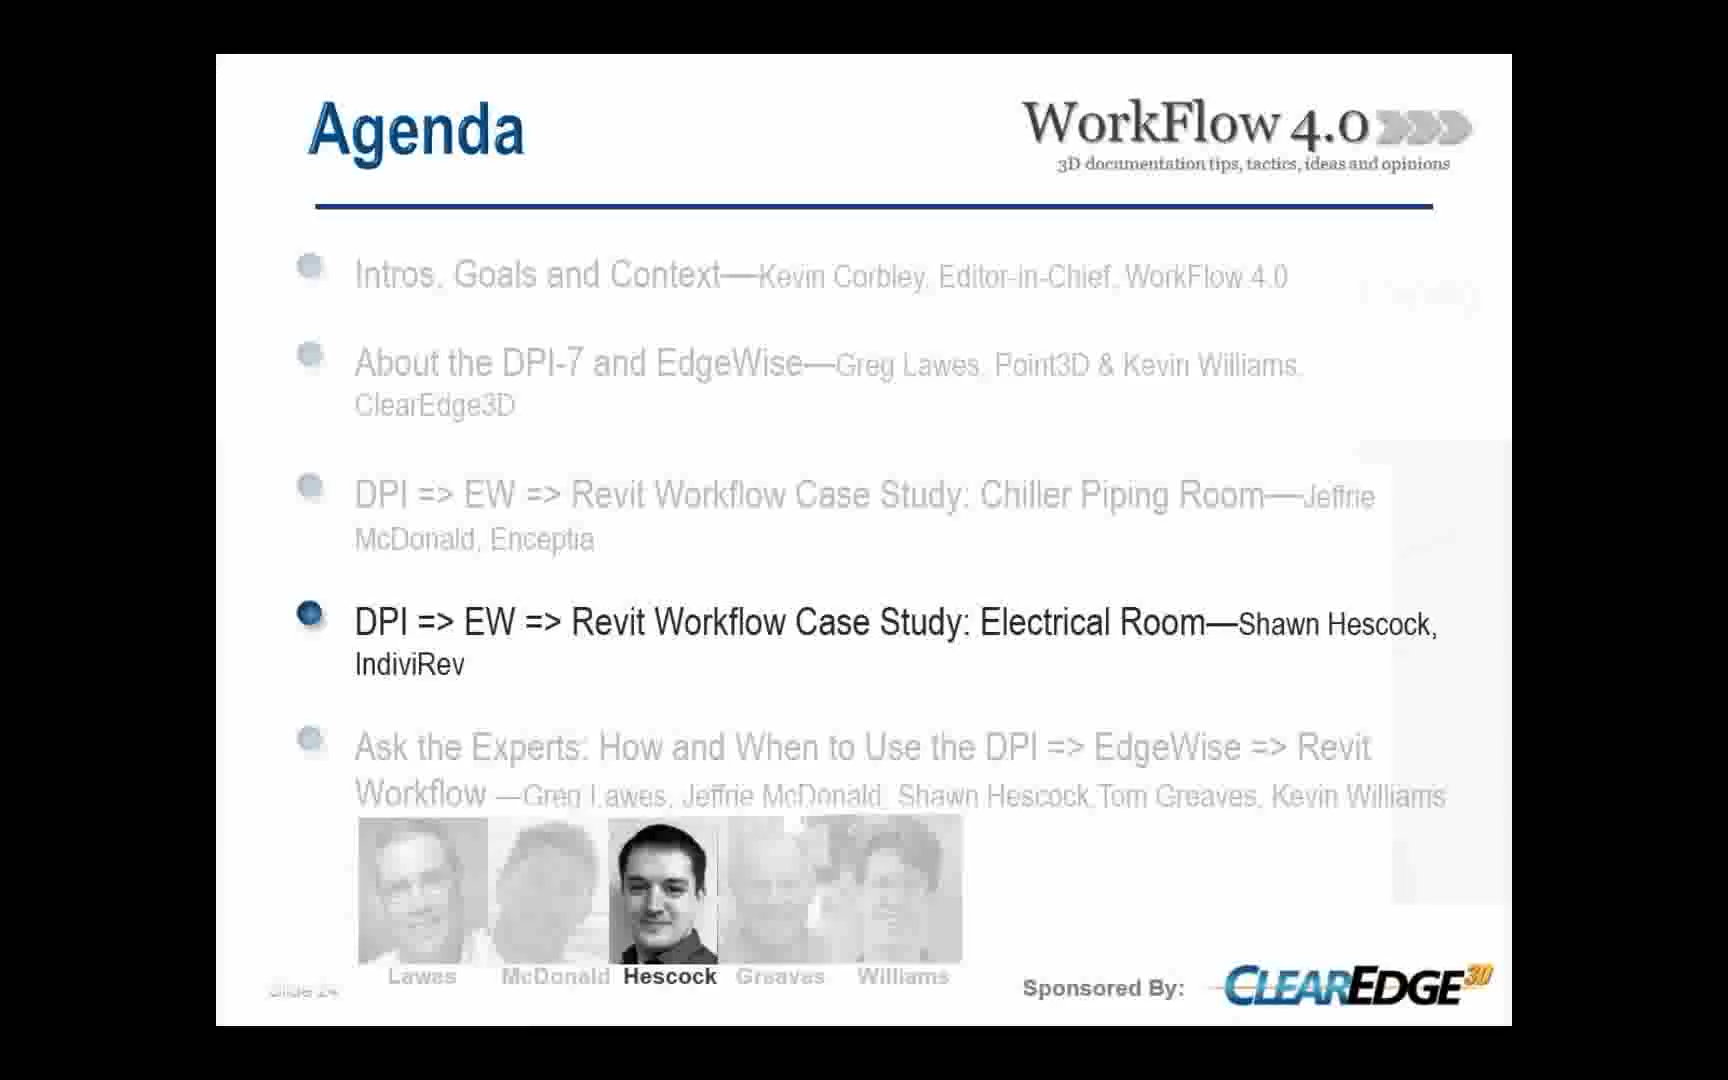 Agenda
WorkFlow 4.0
3D documentation tips, tactics, ideas and opinions
Intros, Goals and Context—Kevin Corbley, Editor-in-Chief, WorkFlow 4.0
About the DPI-7 and EdgeWise—Greg Lawes, Point3D & Kevin Williams,
ClearEdge3D
DPI => EW => Revit Workflow Case Study: Chiller Piping Room—Jeffrie
McDonald, Enceptia
DPI => EW => Revit Workflow Case Study: Electrical Room—Shawn Hescock,
IndiviRev
Ask the Experts: How and When to Use the DPI => EdgeWise => Revit
Workflow —Greg Lawes, Jeffrie McDonald, Shawn Hescock,Tom Greaves, Kevin Williams
Lawes McDonald Hescock Greaves Williams
Slide 24
Sponsored By:
CLEAREDGE3D